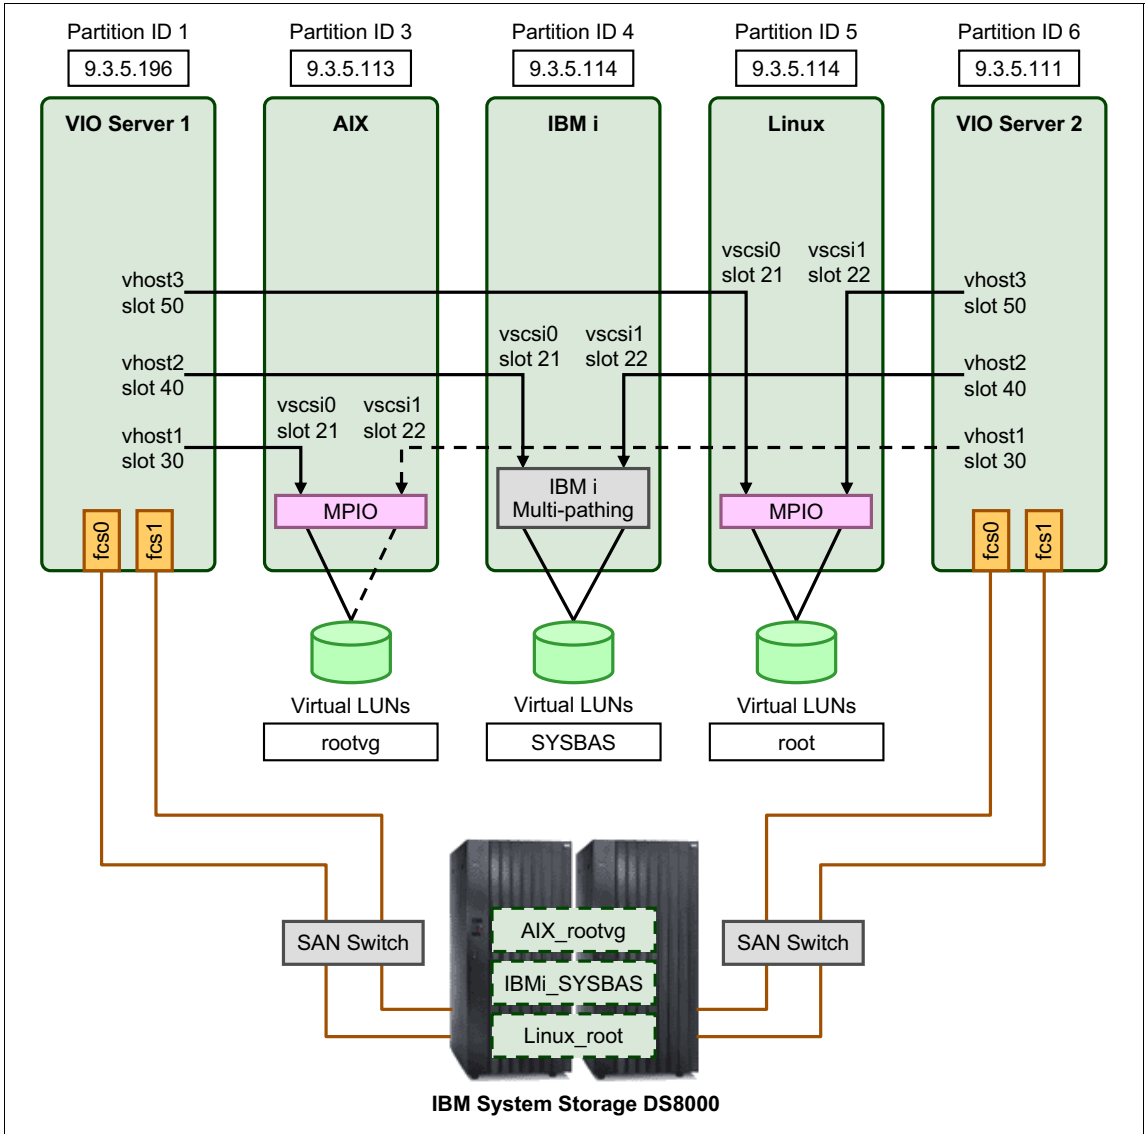 Partition ID 1
Partition ID 3
Partition ID 4
Partition ID 5
Partition ID 6
9.3.5.196
9.3.5.113
9.3.5.114
9.3.5.114
9.3.5.111
VIO Server 1
AIX
IBM i
Linux
VIO Server 2
vscsi0
slot 21
vscsi1
slot 22
vhost3
slot 50
vhost3
slot 50
vscsi0
slot 21
vscsi1
slot 22
vhost2
slot 40
vhost2
slot 40
vscsi0
slot 21
vscsi1
slot 22
vhost1
slot 30
vhost1
slot 30
MPIO
IBM i
Multi-pathing
MPIO
fcs0
fcs1
fcs0
fcs1
Virtual LUNs
Virtual LUNs
Virtual LUNs
rootvg
SYSBAS
root
SAN Switch
AIX_rootvg
IBMi_SYSBAS
Linux_root
SAN Switch
IBM System Storage DS8000